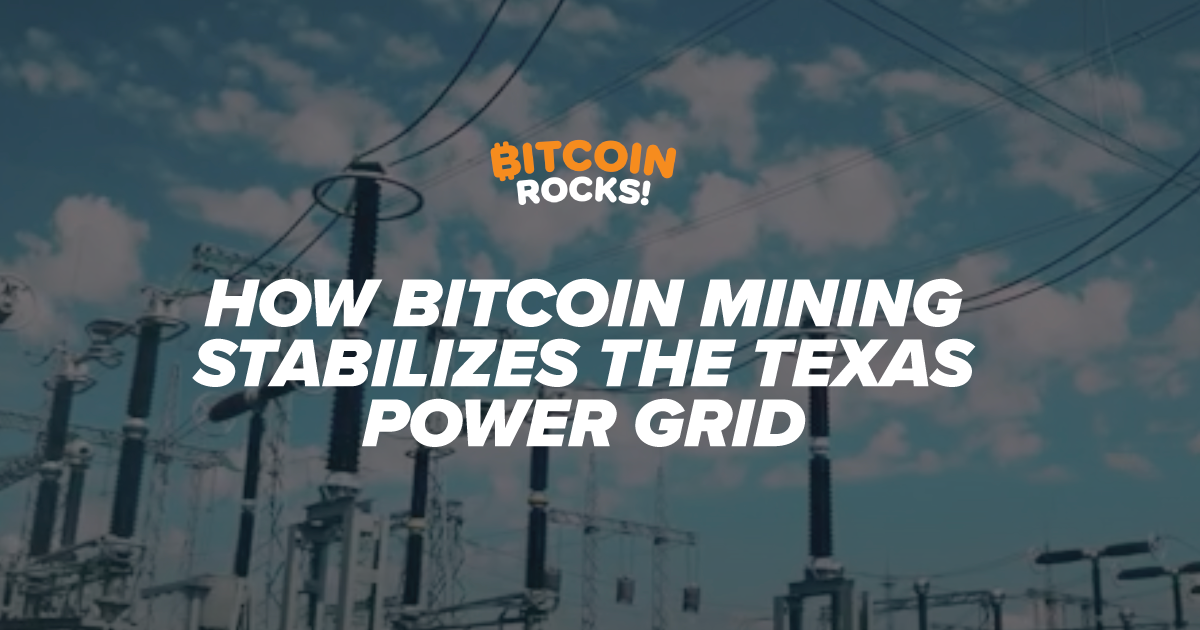 BITCOIN
ROCKS!
HOW BITCOIN MINING
STABILIZES THE TEXAS
POWER GRID